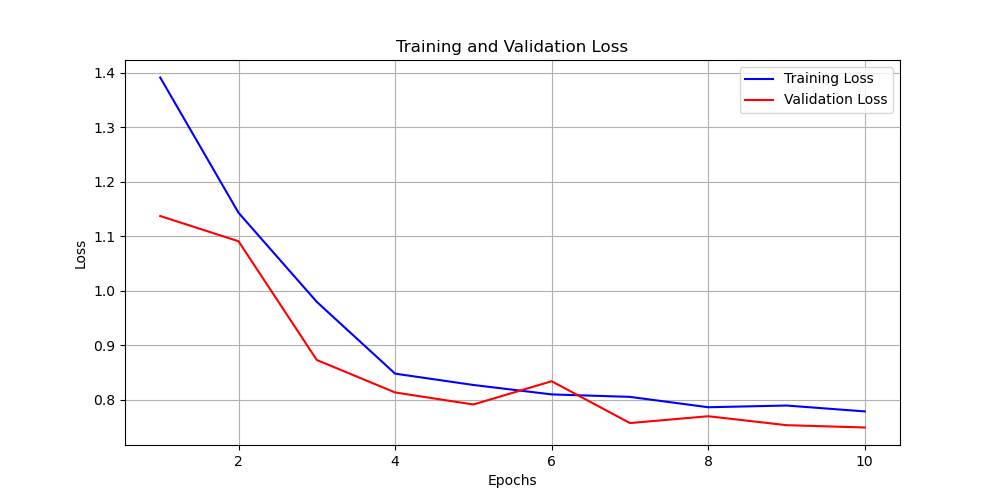 Training and Validation Loss
Training Loss
Validation Loss
1.4
1.3
1.2
1.1
1.0
0.9
0.8
Loss
2
4
6
8
10
Epochs